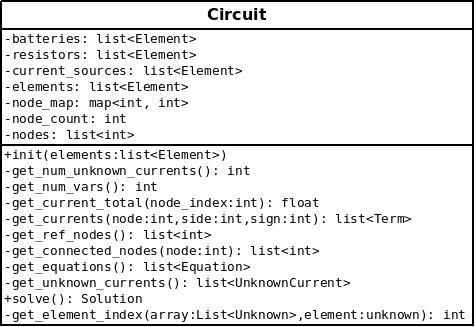 Circuit
-batteries: list<Element>
-resistors: list<Element>
-current_sources: list<Element>
-elements: list<Element>
-node_map: map<int, int>
-node_count: int
-nodes: list<int>
+init(elements:list<Element>)
-get_num_unknown_currents(): int
-get_num_vars(): int
-get_current_total(node_index:int): float
-get_currents(node:int,side:int,sign:int): list<Term>
-get_ref_nodes(): list<int>
-get_connected_nodes(node:int): list<int>
-get_equations(): list<Equation>
-get_unknown_currents(): list<UnknownCurrent>
+solve(): Solution
-get_element_index(array:List<Unknown>,element:unknown): int